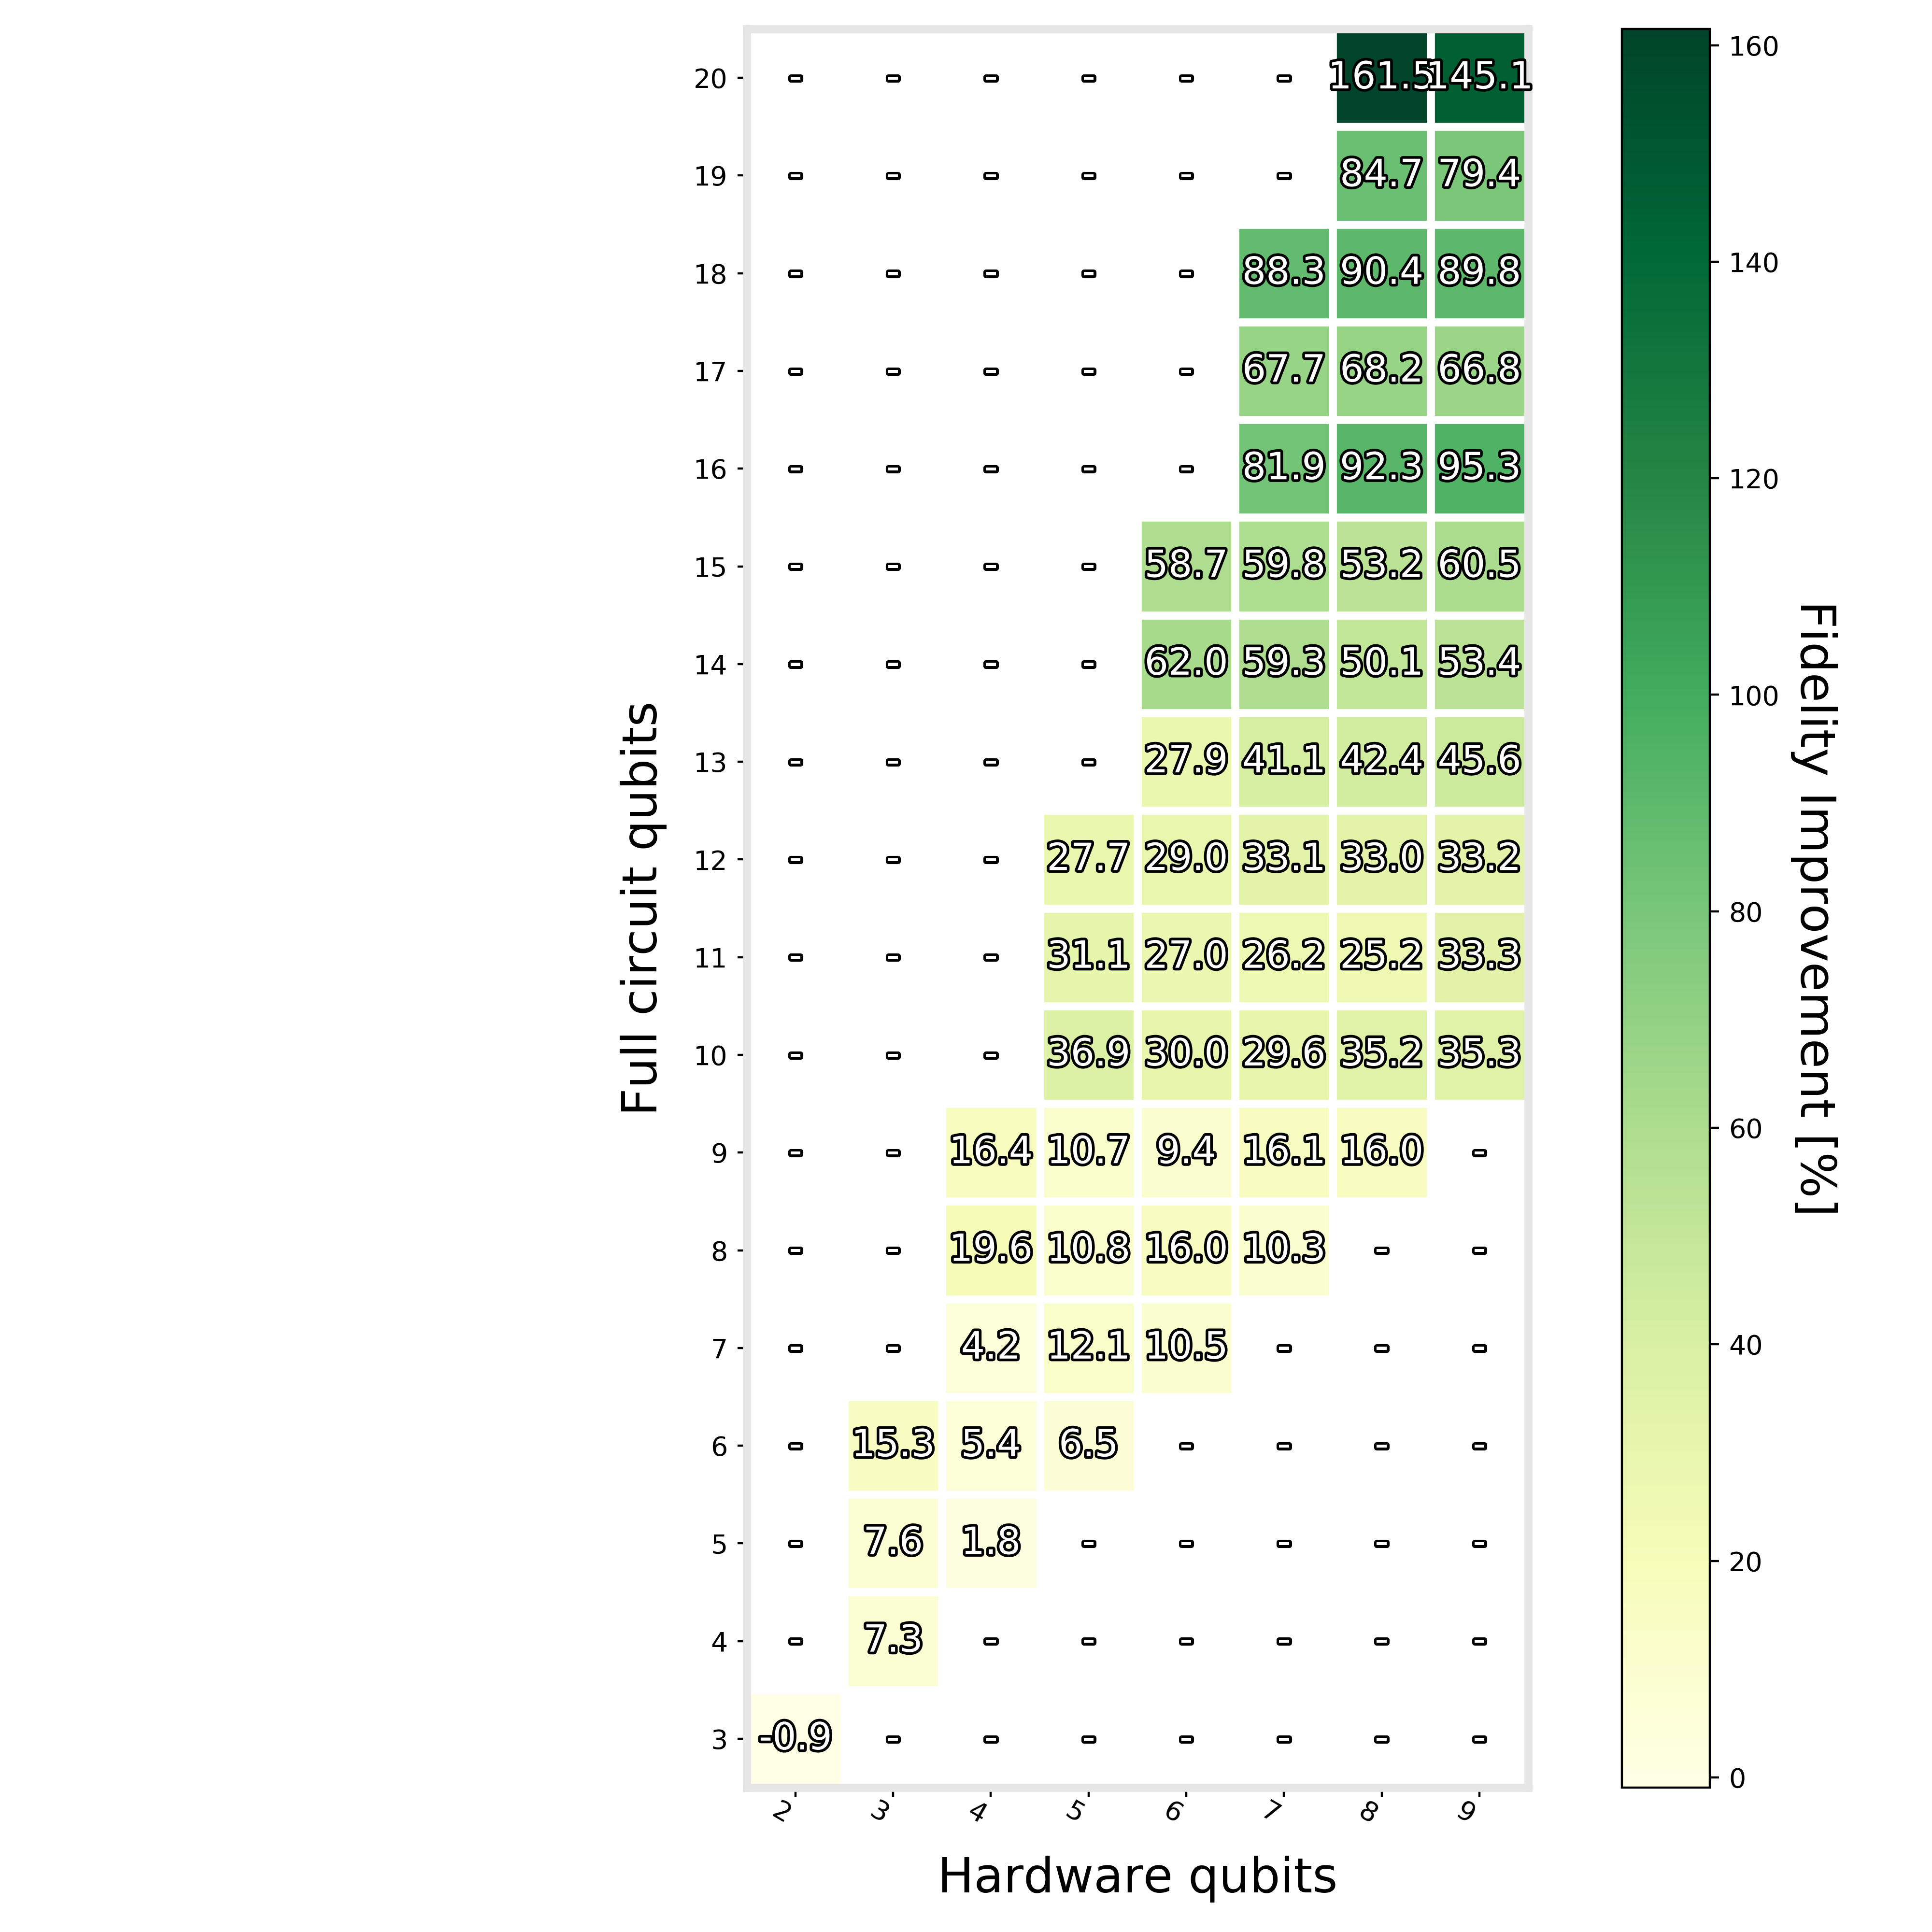 20 - - - - - - 161.5 145.1
19 - - - - - - 84.7 79.4
18 - - - - - 88.3 90.4 89.8
17 - - - - - 67.7 68.2 66.8
16 - - - - - 81.9 92.3 95.3
15 - - - - 58.7 59.8 53.2 60.5
14 - - - - 62.0 59.3 50.1 53.4
13 - - - - 27.9 41.1 42.4 45.6
12 - - - 27.7 29.0 33.1 33.0 33.2
11 - - - 31.1 27.0 26.2 25.2 33.3
10 - - - 36.9 30.0 29.6 35.2 35.3
9 - - 16.4 10.7 9.4 16.1 16.0 -
8 - - 19.6 10.8 16.0 10.3 - -
7 - - 4.2 12.1 10.5 - - -
6 - 15.3 5.4 6.5 - - - -
5 - 7.6 1.8 - - - - -
4 - 7.3 - - - - - -
3 -0.9 - - - - - - -
2 3 4 5 6 7 8 9
Hardware qubits
Full circuit qubits
160
140
120
100
80
60
40
20
0
Fidelity Improvement [%]